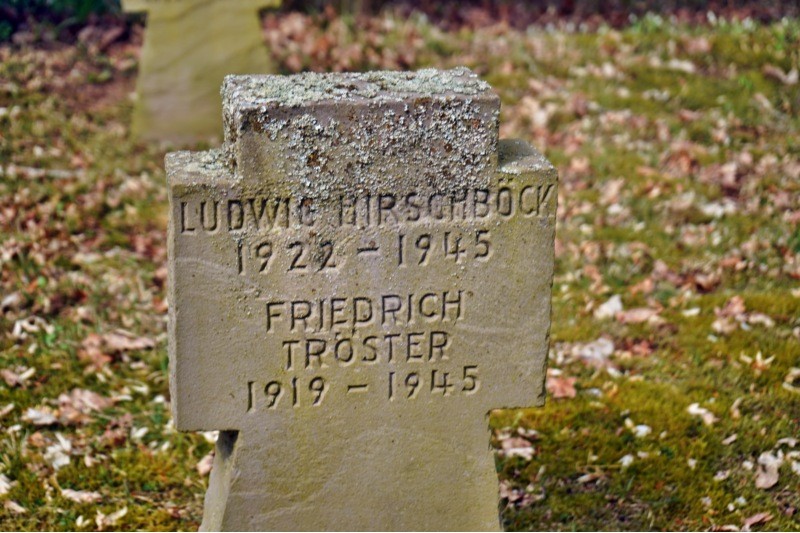 LUDWIG HIRSCHBÖCK
1922 – 1945
FRIEDRICH
TRÖSTER
1919 – 1945